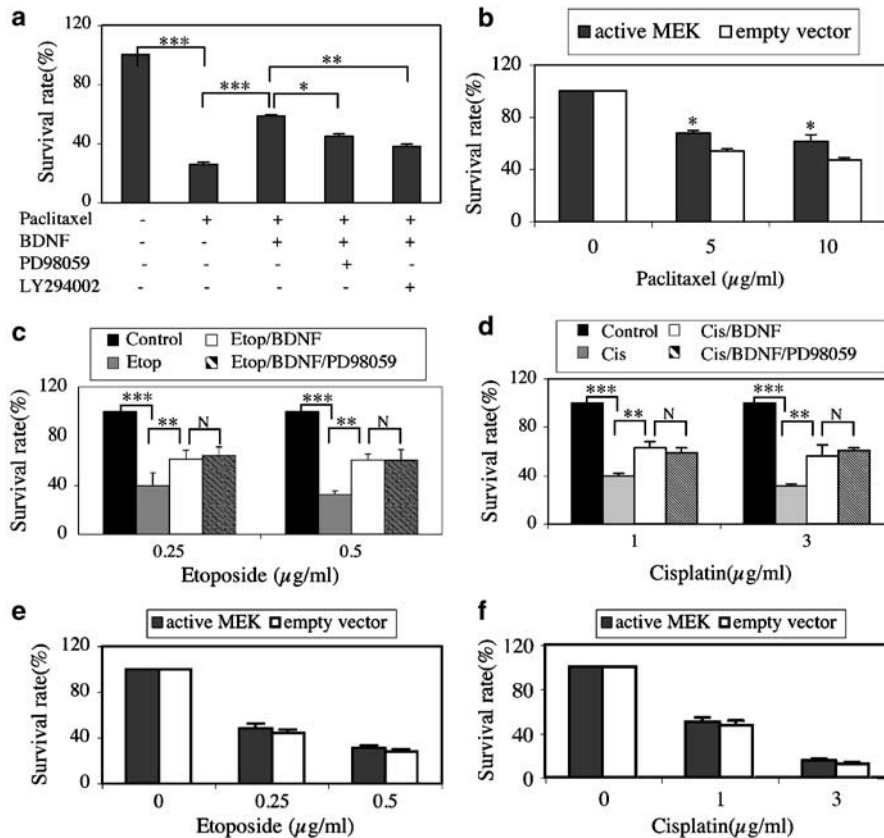 a
120
80
40
0
Survival rate(%)
***
***
*
**
Paclitaxel - + + + +
BDNF - - + + +
PD98059 - - - + -
LY294002 - - - - +
b
active MEK empty vector
120
80
40
0
Survival rate(%)
* *
0 5 10
Paclitaxel (µg/ml)
c
Control Etop/BDNF
Etop Etop/BDNF/PD98059
120
80
40
0
Survival rate(%)
*** ** N *** ** N
0.25 0.5
Etoposide (µg/ml)
d
Control Cis/BDNF
Cis Cis/BDNF/PD98059
120
80
40
0
Survival rate(%)
*** ** N *** ** N
1 3
Cisplatin(µg/ml)
e
active MEK empty vector
120
80
40
0
Survival rate(%)
0 0.25 0.5
Etoposide (µg/ml)
f
active MEK empty vector
120
80
40
0
Survival rate(%)
0 1 3
Cisplatin(µg/ml)